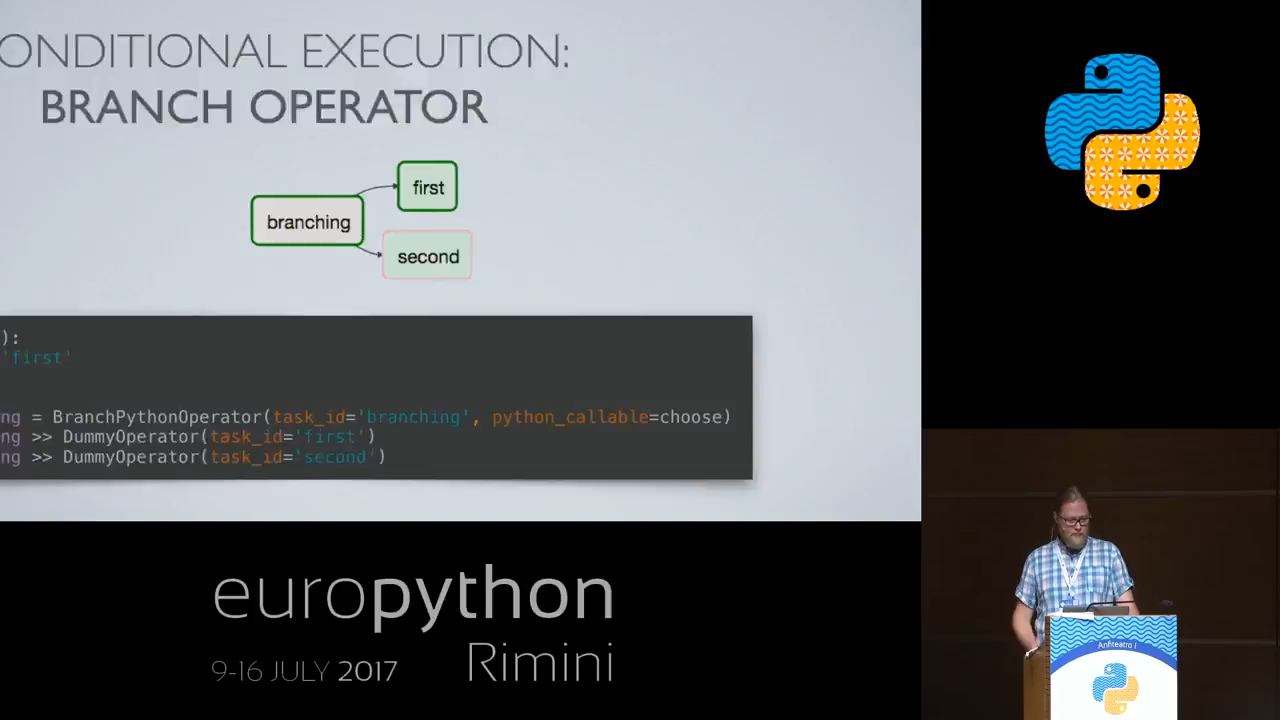 ONDITIONAL EXECUTION:
BRANCH OPERATOR
first
branching
second
):
'first'
ng = BranchPythonOperator(task_id='branching', python_callable=choose)
ng >> DummyOperator(task_id='first')
ng >> DummyOperator(task_id='second')
europython
9-16 JULY 2017
Rimini
Anfiteatro I